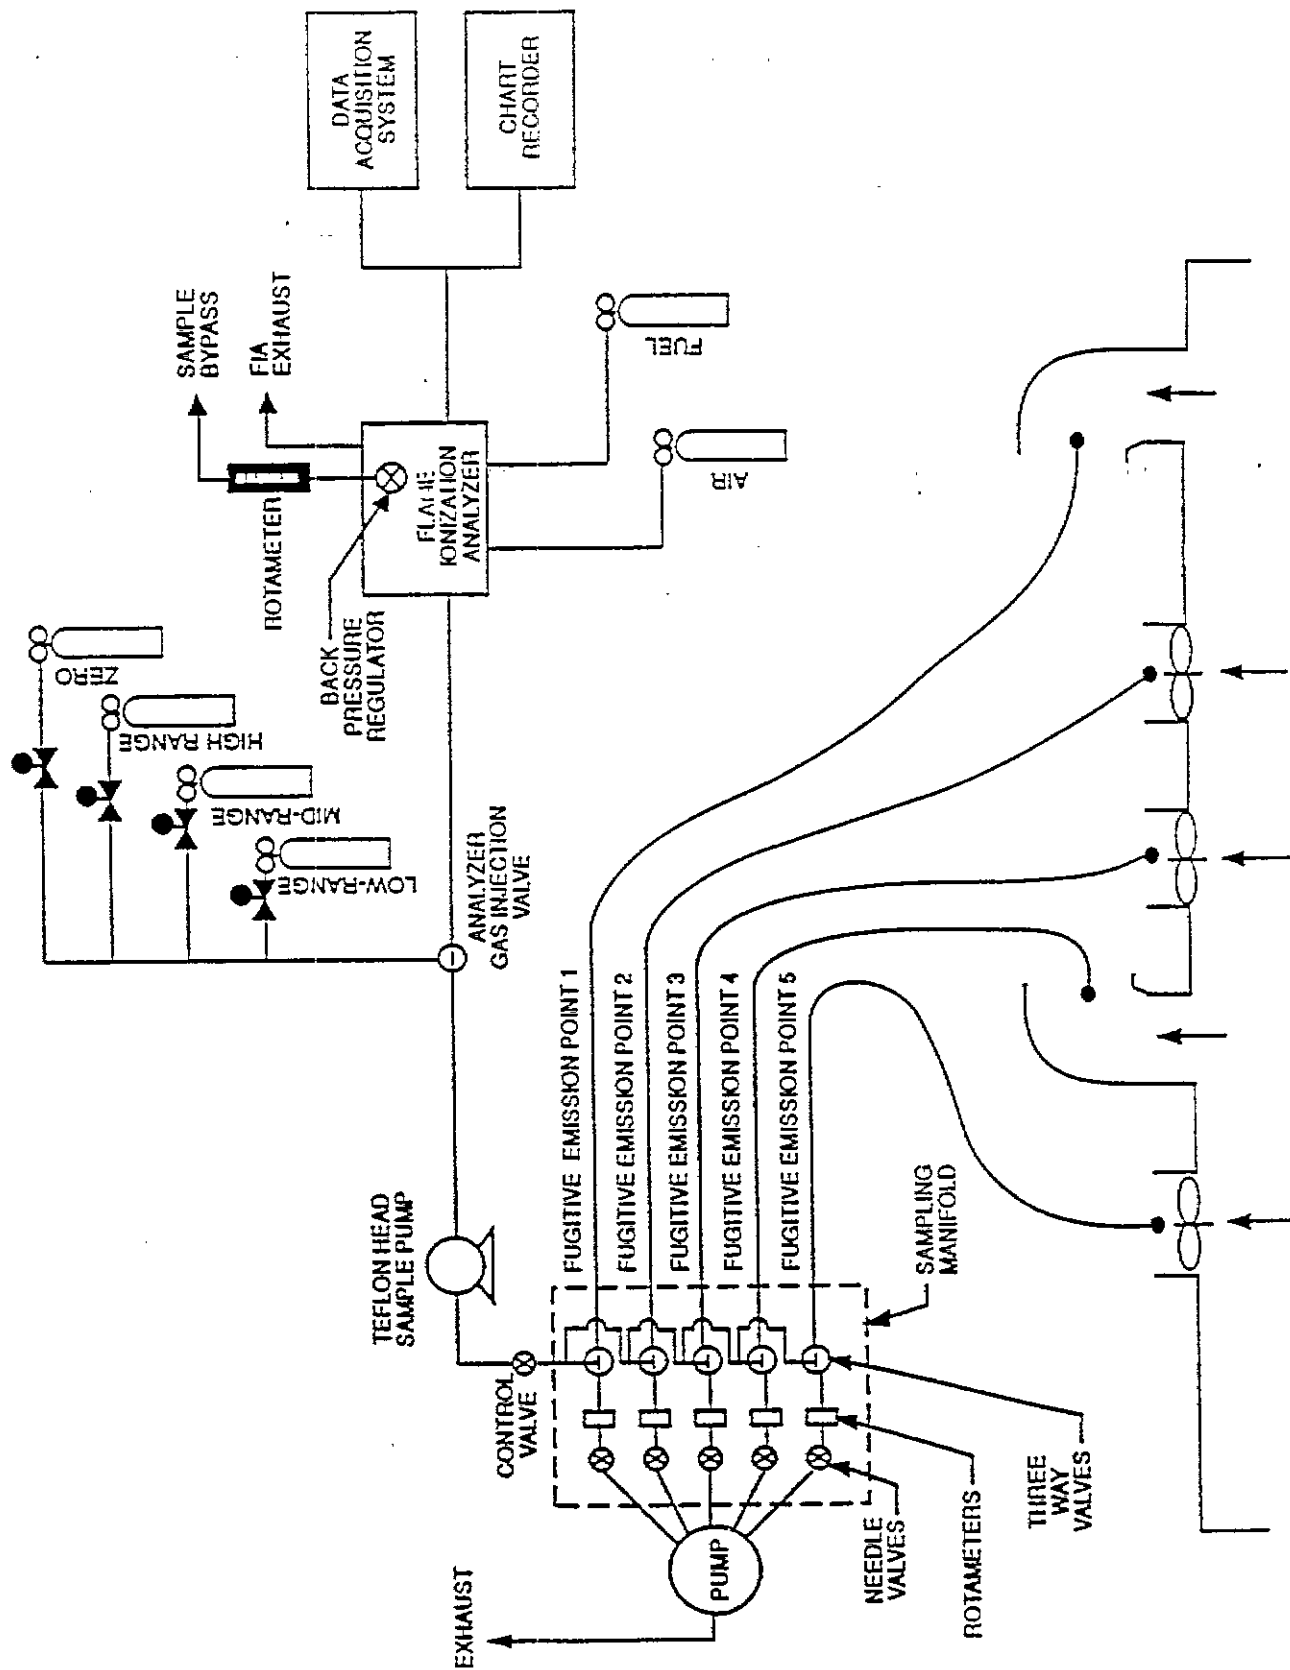 DATA
ACQUISITION
SYSTEM
CHART
RECORDER
SAMPLE
BYPASS
FIA
EXHAUST
ROTAMETER
FLAME
IONIZATION
ANALYZER
BACK
PRESSURE
REGULATOR
FUEL
AIR
ZERO
HIGH RANGE
MID-RANGE
LOW-RANGE
ANALYZER
GAS INJECTION
VALVE
TEFLON HEAD
SAMPLE PUMP
CONTROL
VALVE
FUGITIVE EMISSION POINT 1
FUGITIVE EMISSION POINT 2
FUGITIVE EMISSION POINT 3
FUGITIVE EMISSION POINT 4
FUGITIVE EMISSION POINT 5
SAMPLING
MANIFOLD
EXHAUST
PUMP
NEEDLE
VALVES
ROTAMETERS
THREE
WAY
VALVES